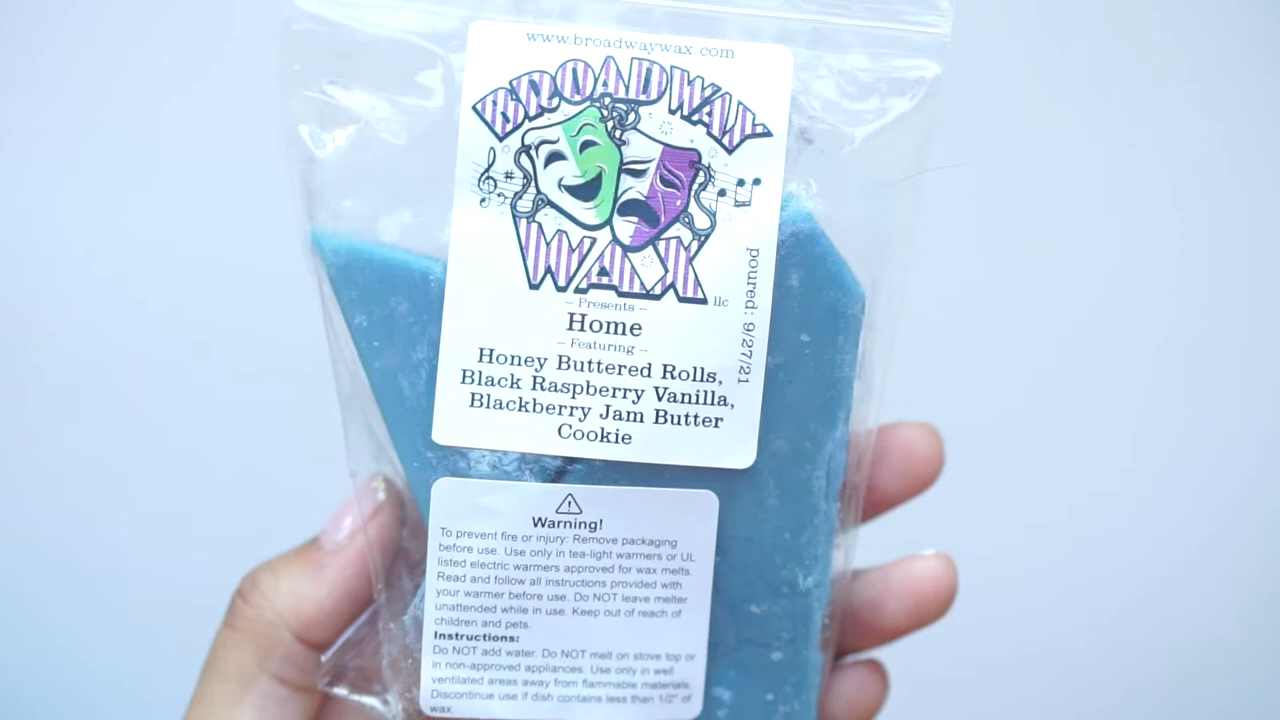 www.broadwaywax.com
BROADWAY
WAX
llc
– Presents –
Home
– Featuring –
Honey Buttered Rolls,
Black Raspberry Vanilla,
Blackberry Jam Butter
Cookie
poured: 9/27/21
Warning!
To prevent fire or injury: Remove packaging
before use. Use only in tea-light warmers or UL
listed electric warmers approved for wax melts.
Read and follow all instructions provided with
your warmer before use. Do NOT leave melter
unattended while in use. Keep out of reach of
children and pets.
Instructions:
Do NOT add water. Do NOT melt on stove top or
in non-approved appliances. Use only in well
ventilated areas away from flammable materials.
Discontinue use if dish contains less than 1/2" of
wax.